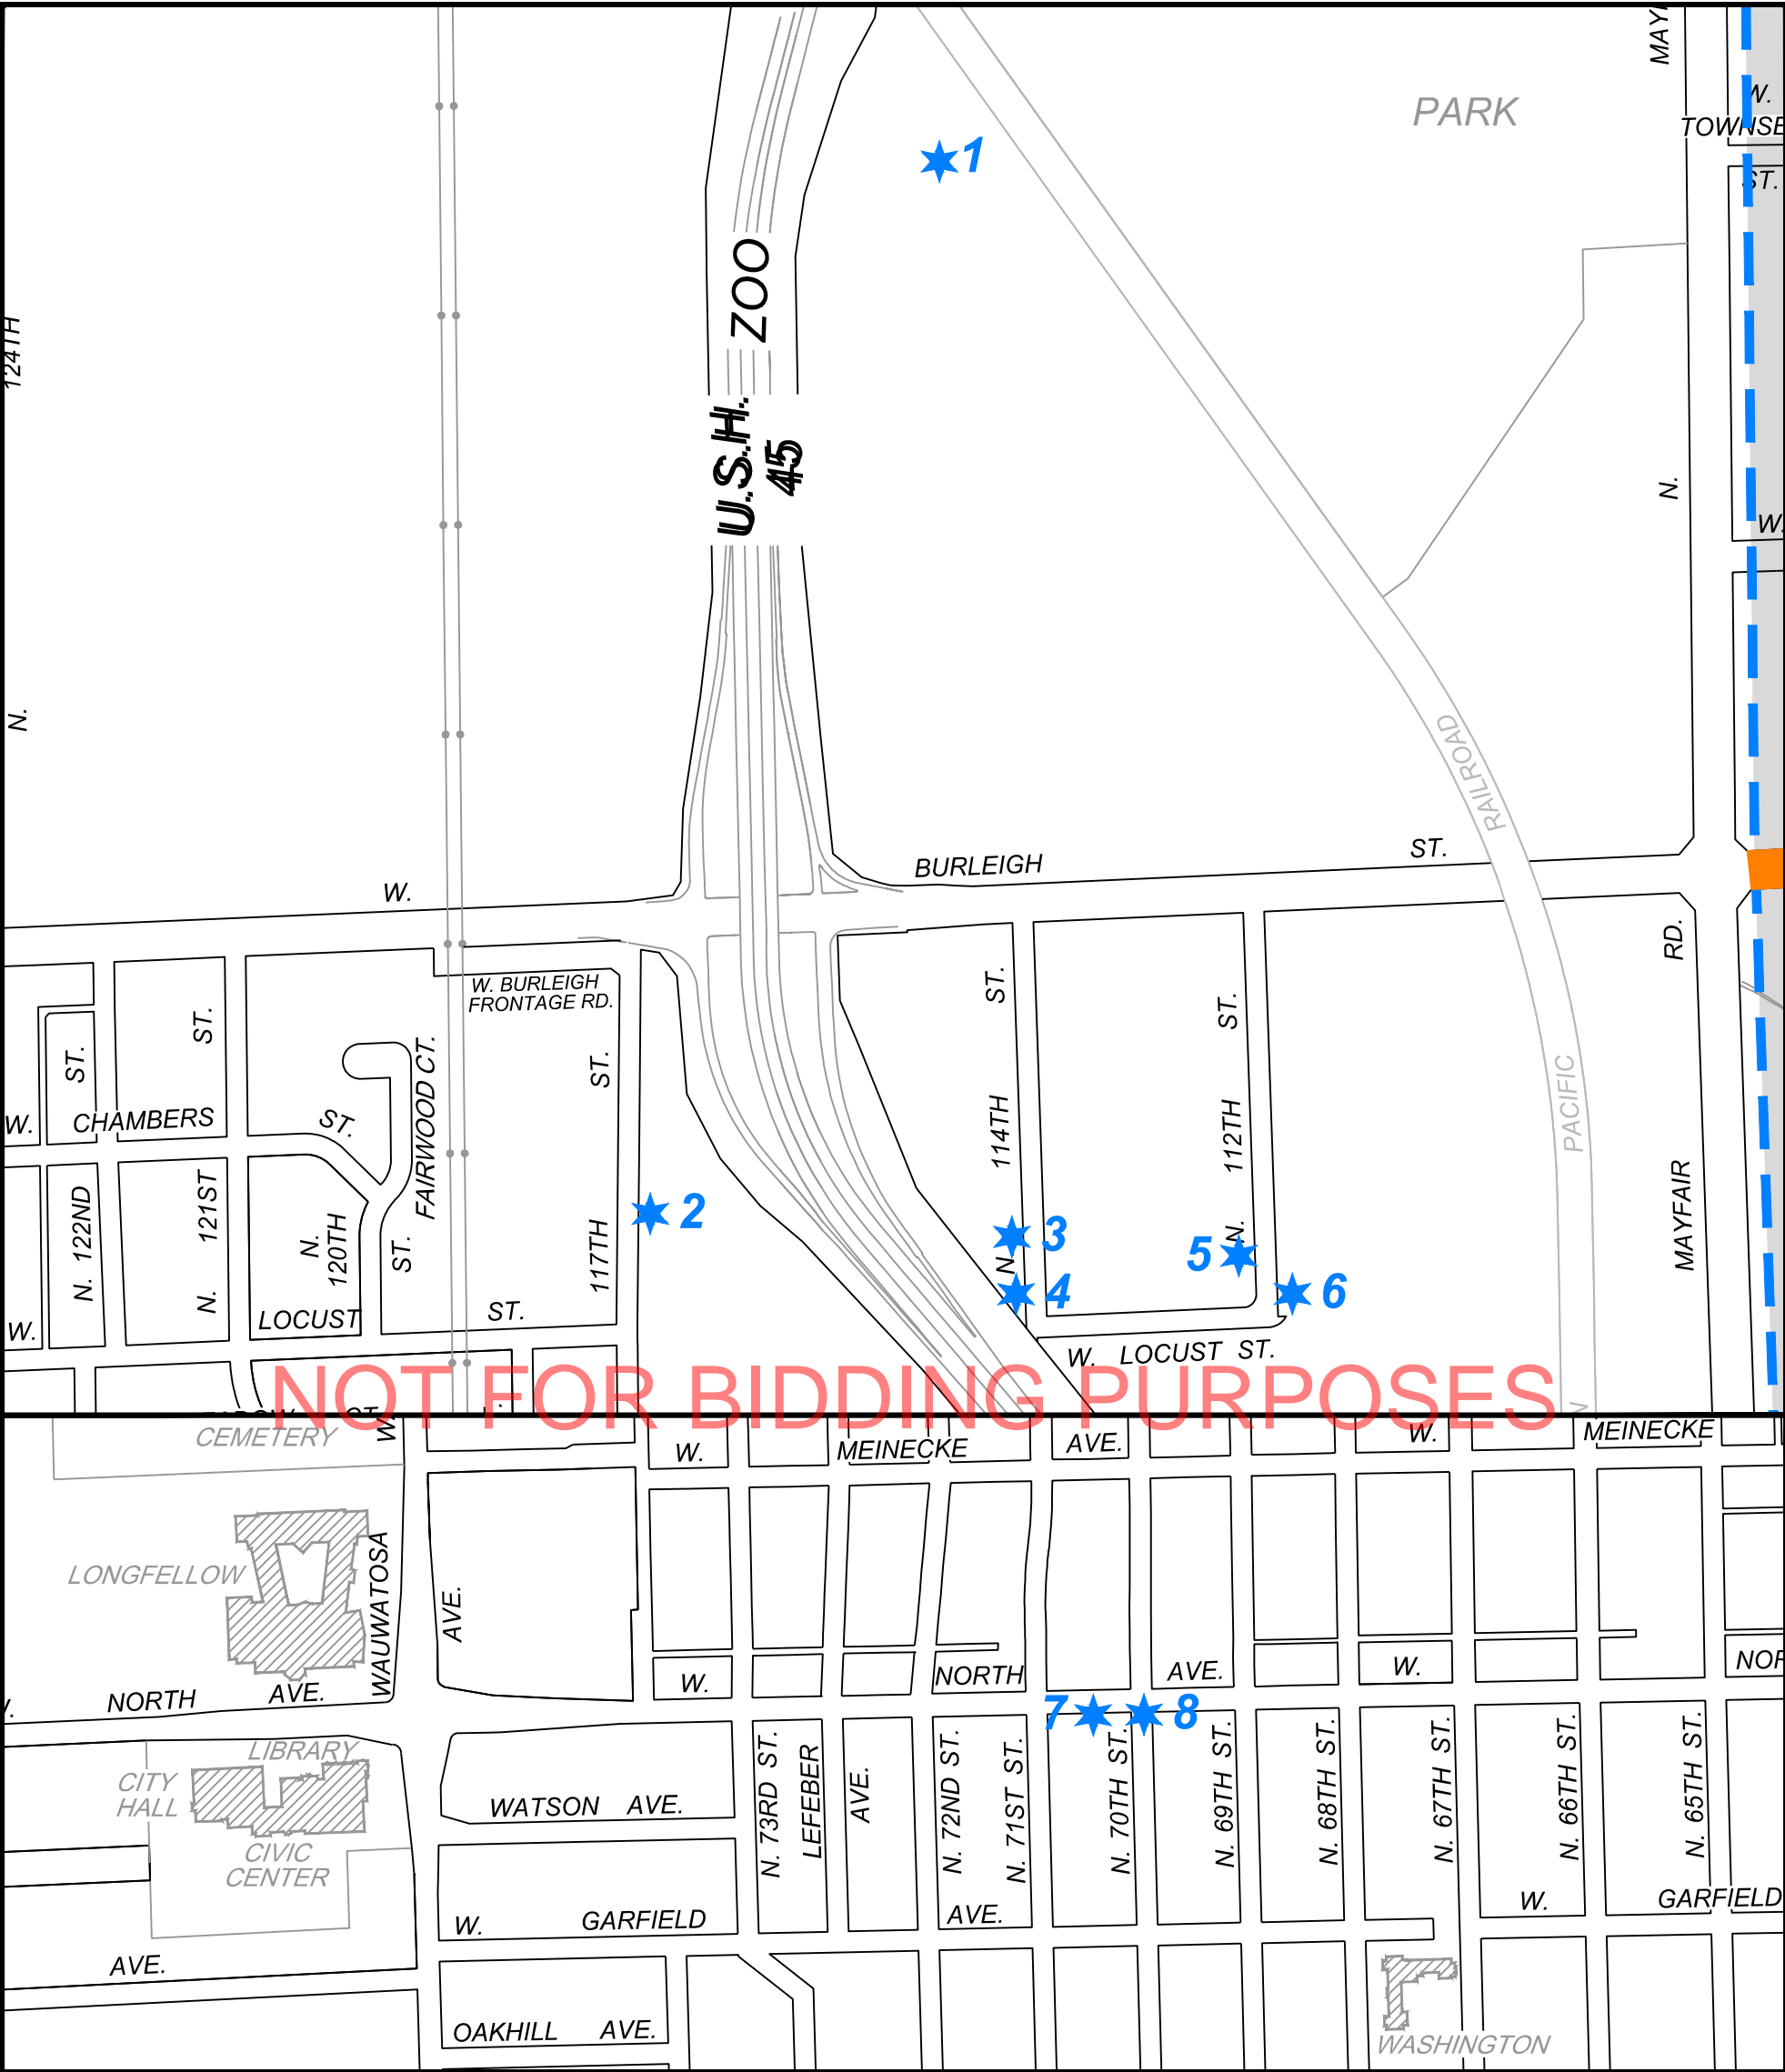 MAYF
PARK
W.
TOWNSE
ST.
1
ZOO
124TH
U.S.H.
45
N.
W.
N.
RAILROAD
BURLEIGH
ST.
W.
RD.
W. BURLEIGH
FRONTAGE RD.
ST.
ST.
ST.
ST.
ST.
FAIRWOOD CT.
W.
CHAMBERS
ST.
114TH
112TH
PACIFIC
N. 122ND
121ST
N.
N.
120TH
ST.
117TH
2
MAYFAIR
3
N.
4
5
N.
6
W.
LOCUST
ST.
W. LOCUST ST.
NOT FOR BIDDING PURPOSES
N
ST.
W.
CEMETERY
W.
MEINECKE
AVE.
W.
MEINECKE
LONGFELLOW
WAUWATOSA
AVE.
NORTH
AVE.
W.
NORTH
AVE.
W.
NOR
7
8
LIBRARY
CITY
HALL
CIVIC
CENTER
WATSON AVE.
N. 73RD ST.
LEFEBER
AVE.
N. 72ND ST.
N. 71ST ST.
N. 70TH ST.
N. 69TH ST.
N. 68TH ST.
N. 67TH ST.
N. 66TH ST.
N. 65TH ST.
W.
GARFIELD
AVE.
W.
GARFIELD
AVE.
OAKHILL AVE.
WASHINGTON